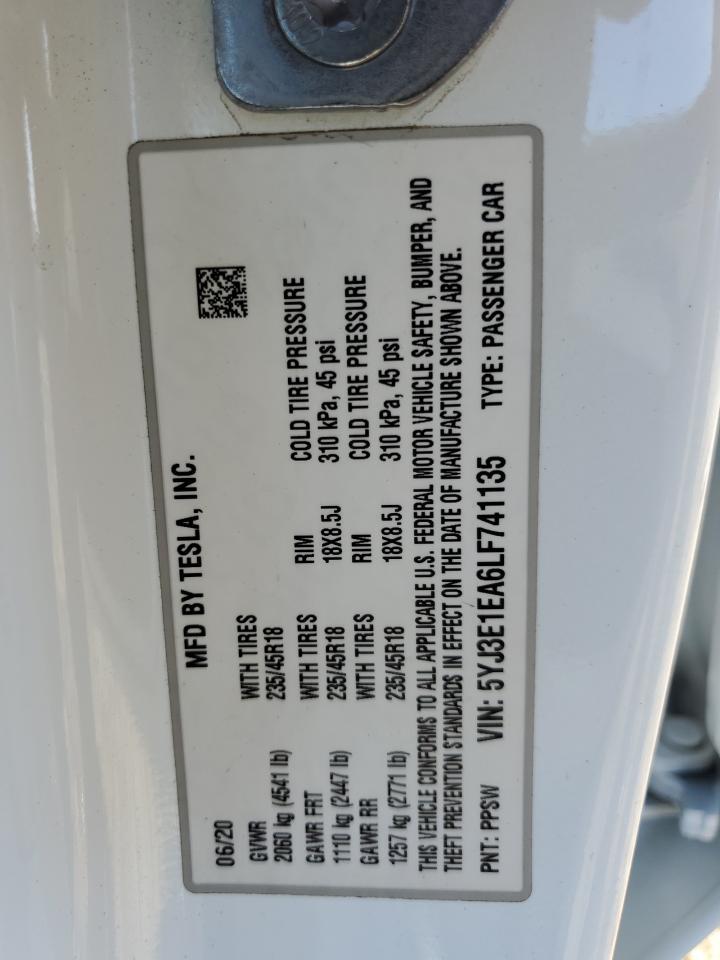 MFD BY TESLA, INC.
06/20
GVWR WITH TIRES
2060 kg (4541 lb) 235/45R18
GAWR FRT WITH TIRES RIM COLD TIRE PRESSURE
1110 kg (2447 lb) 235/45R18 18X8.5J 310 kPa, 45 psi
GAWR RR WITH TIRES RIM COLD TIRE PRESSURE
1257 kg (2771 lb) 235/45R18 18X8.5J 310 kPa, 45 psi
THIS VEHICLE CONFORMS TO ALL APPLICABLE U.S. FEDERAL MOTOR VEHICLE SAFETY, BUMPER, AND
THEFT PREVENTION STANDARDS IN EFFECT ON THE DATE OF MANUFACTURE SHOWN ABOVE.
PNT: PPSW VIN: 5YJ3E1EA6LF741135 TYPE: PASSENGER CAR